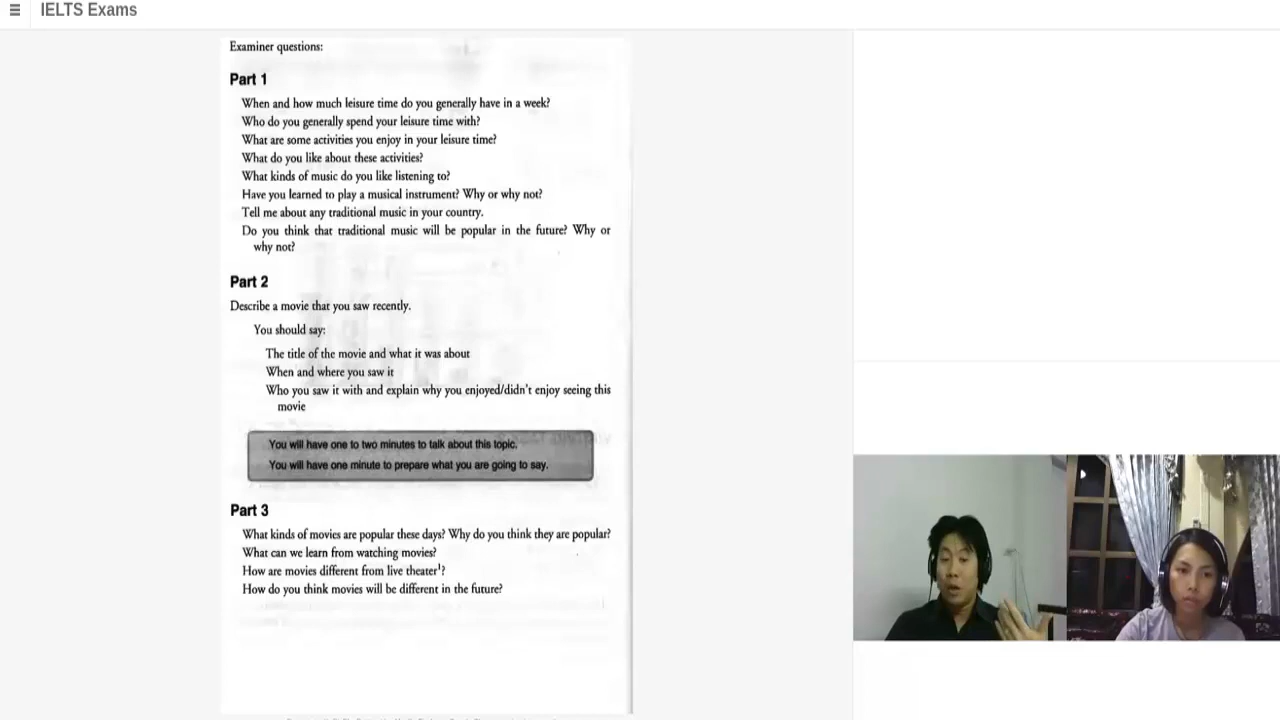 IELTS Exams
Examiner questions:
Part 1
When and how much leisure time do you generally have in a week?
Who do you generally spend your leisure time with?
What are some activities you enjoy in your leisure time?
What do you like about these activities?
What kinds of music do you like listening to?
Have you learned to play a musical instrument? Why or why not?
Tell me about any traditional music in your country.
Do you think that traditional music will be popular in the future? Why or
why not?
Part 2
Describe a movie that you saw recently.
You should say:
The title of the movie and what it was about
When and where you saw it
Who you saw it with and explain why you enjoyed/didn't enjoy seeing this
movie
You will have one to two minutes to talk about this topic.
You will have one minute to prepare what you are going to say.
Part 3
What kinds of movies are popular these days? Why do you think they are popular?
What can we learn from watching movies?
How are movies different from live theater¹?
How do you think movies will be different in the future?